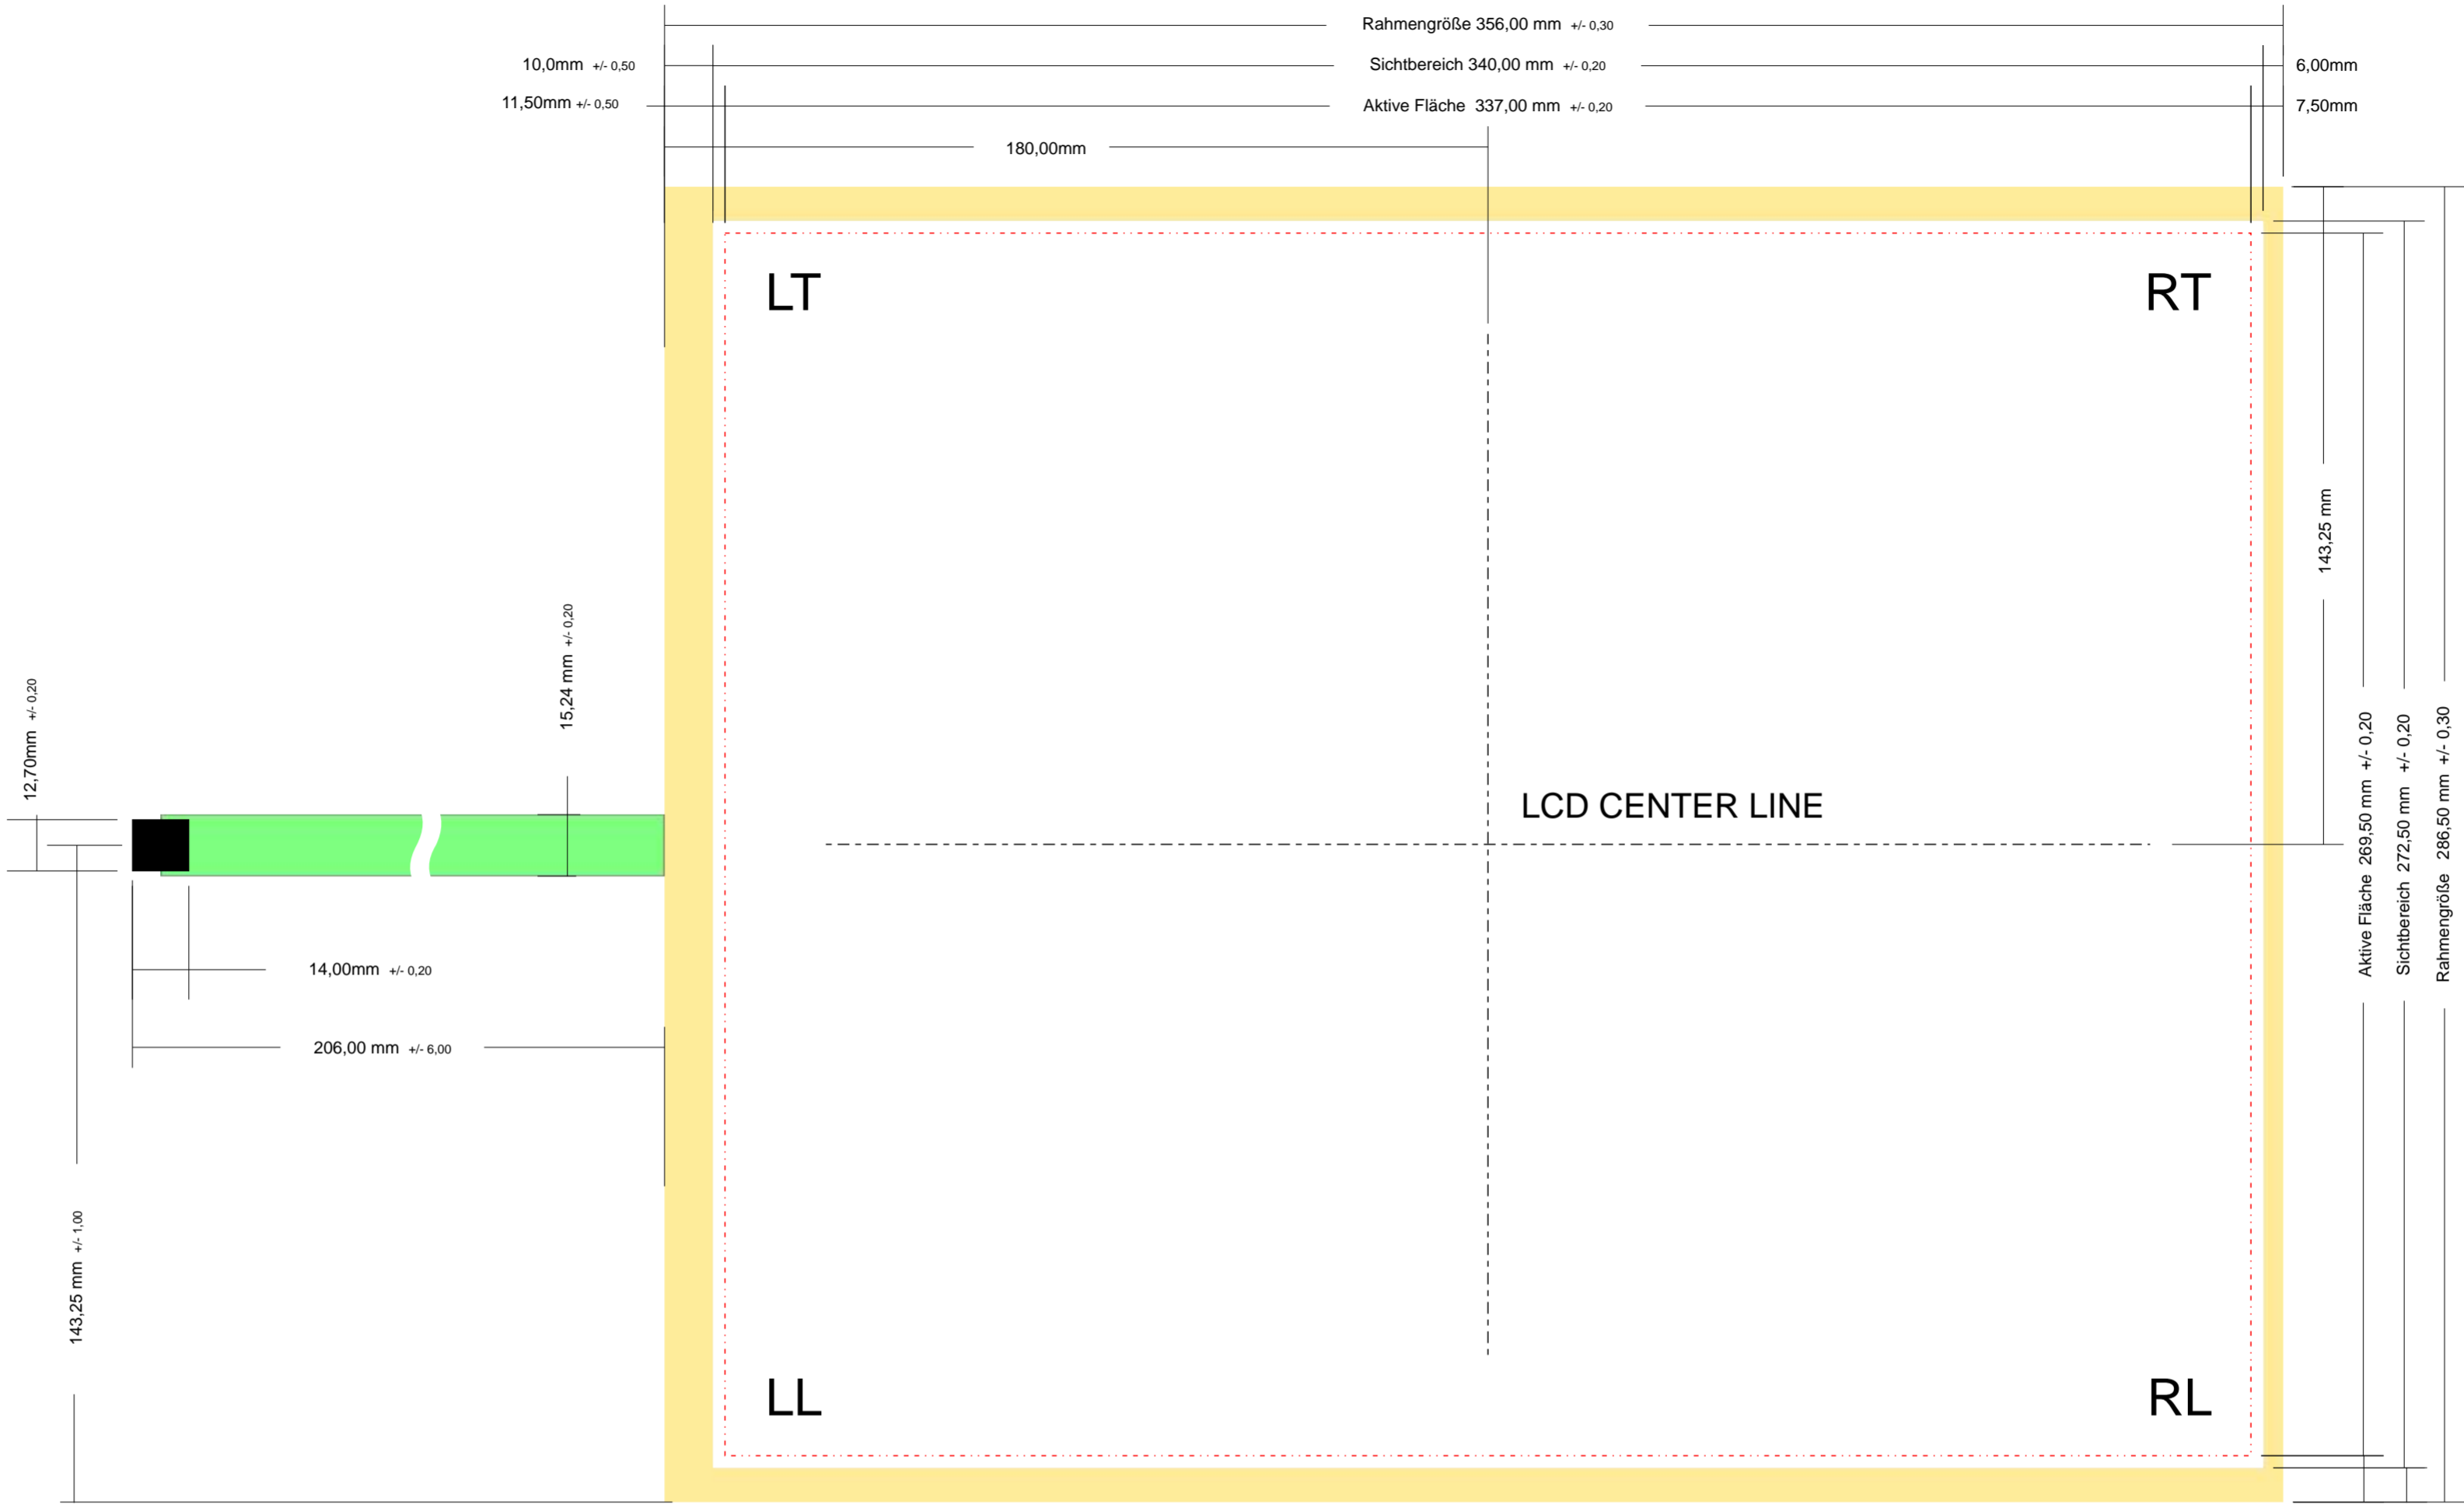 Rahmengröße 356,00 mm +/- 0,30
10,0mm +/- 0,50
Sichtbereich 340,00 mm +/- 0,20
6,00mm
11,50mm +/- 0,50
Aktive Fläche 337,00 mm +/- 0,20
7,50mm
180,00mm
LT
RT
143,25 mm
15,24 mm +/- 0,20
12,70mm +/- 0,20
LCD CENTER LINE
Aktive Fläche 269,50 mm +/- 0,20
Sichtbereich 272,50 mm +/- 0,20
Rahmengröße 286,50 mm +/- 0,30
14,00mm +/- 0,20
206,00 mm +/- 6,00
143,25 mm +/- 1,00
LL
RL